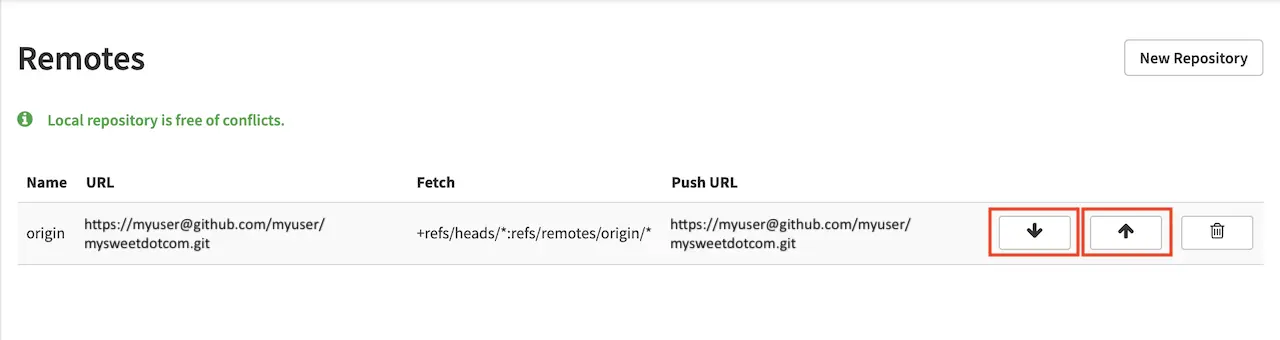 Remotes
New Repository
Local repository is free of conflicts.
Name URL Fetch Push URL
origin https://myuser@github.com/myuser/
mysweetdotcom.git
+refs/heads/*:refs/remotes/origin/*
https://myuser@github.com/myuser/
mysweetdotcom.git